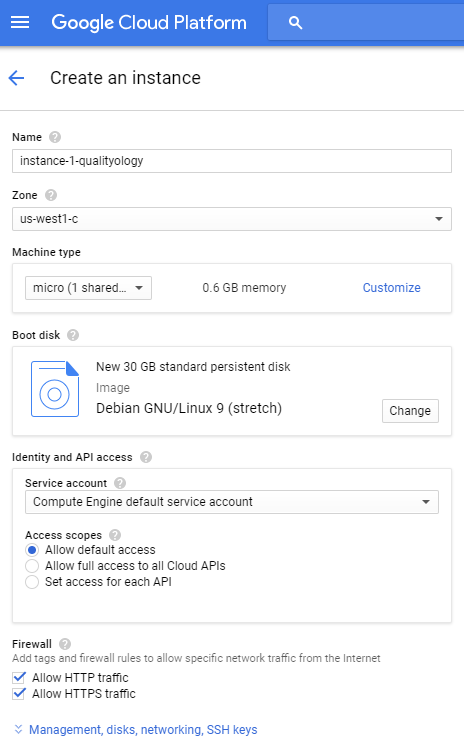 Google Cloud Platform
Create an instance
Name
instance-1-qualityology
Zone
us-west1-c
Machine type
micro (1 shared... 0.6 GB memory Customize
Boot disk
New 30 GB standard persistent disk
Image
Debian GNU/Linux 9 (stretch)
Change
Identity and API access
Service account
Compute Engine default service account
Access scopes
Allow default access
Allow full access to all Cloud APIs
Set access for each API
Firewall
Add tags and firewall rules to allow specific network traffic from the Internet
Allow HTTP traffic
Allow HTTPS traffic
Management, disks, networking, SSH keys